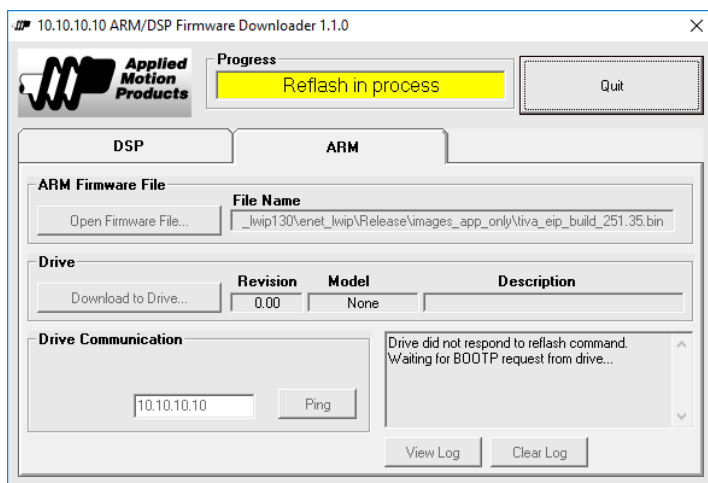 10.10.10.10 ARM/DSP Firmware Downloader 1.1.0
Applied
Motion
Products
Progress
Reflash in process
Quit
DSP
ARM
ARM Firmware File
File Name
Open Firmware File...
_lwip130\enet_lwip\Release\images_app_only\tiva_eip_build_251.35.bin
Drive
Revision
Model
Description
Download to Drive...
0.00
None
Drive Communication
10.10.10.10
Ping
Drive did not respond to reflash command.
Waiting for BOOTP request from drive...
View Log
Clear Log